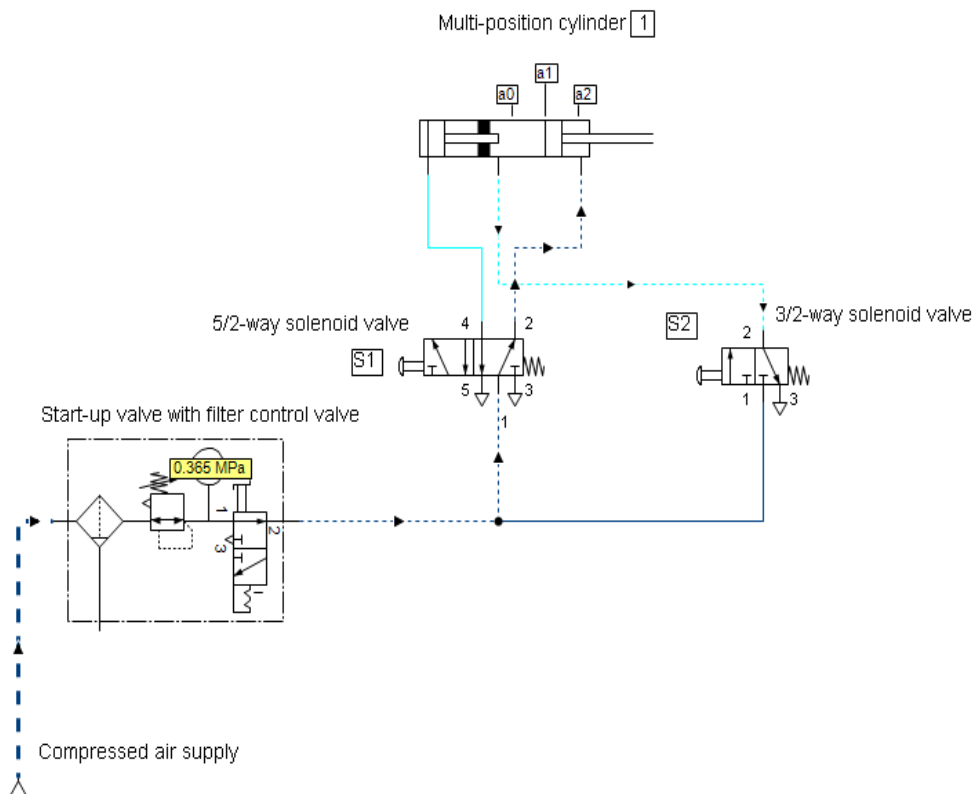 Multi-position cylinder 1
a1
a0
a2
5/2-way solenoid valve
4
2
S1
5
3
1
S2
3/2-way solenoid valve
2
1
3
Start-up valve with filter control valve
0.365 MPa
1
2
3
Compressed air supply